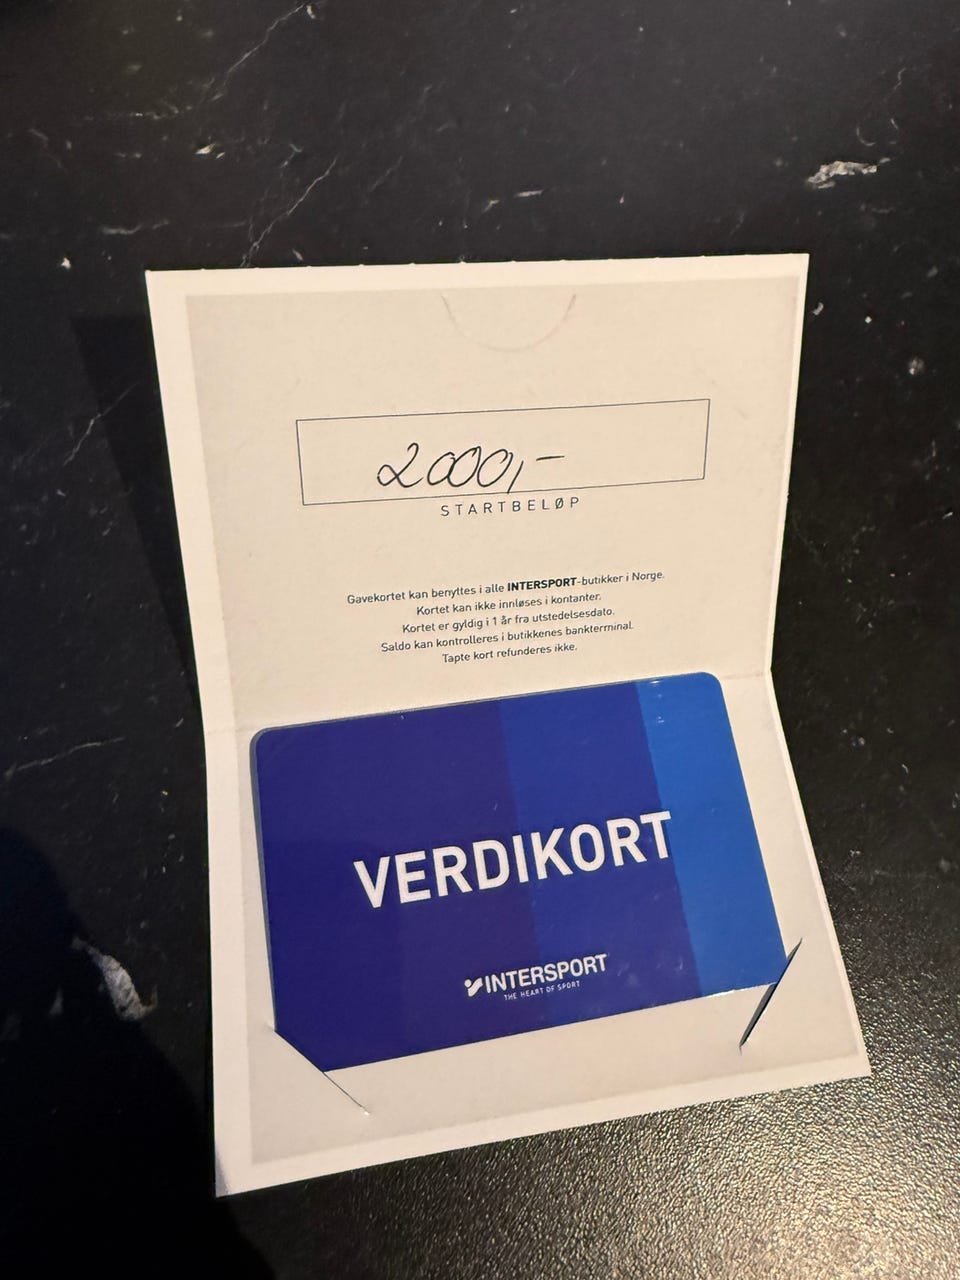 2000,-
STARTBELØP
Gavekortet kan benyttes i alle INTERSPORT-butikker i Norge.
Kortet kan ikke innløses i kontanter.
Kortet er gyldig i 1 år fra utstedelsesdato.
Saldo kan kontrolleres i butikkenes bankterminal.
Tapte kort refunderes ikke.
VERDIKORT
INTERSPORT
THE HEART OF SPORT